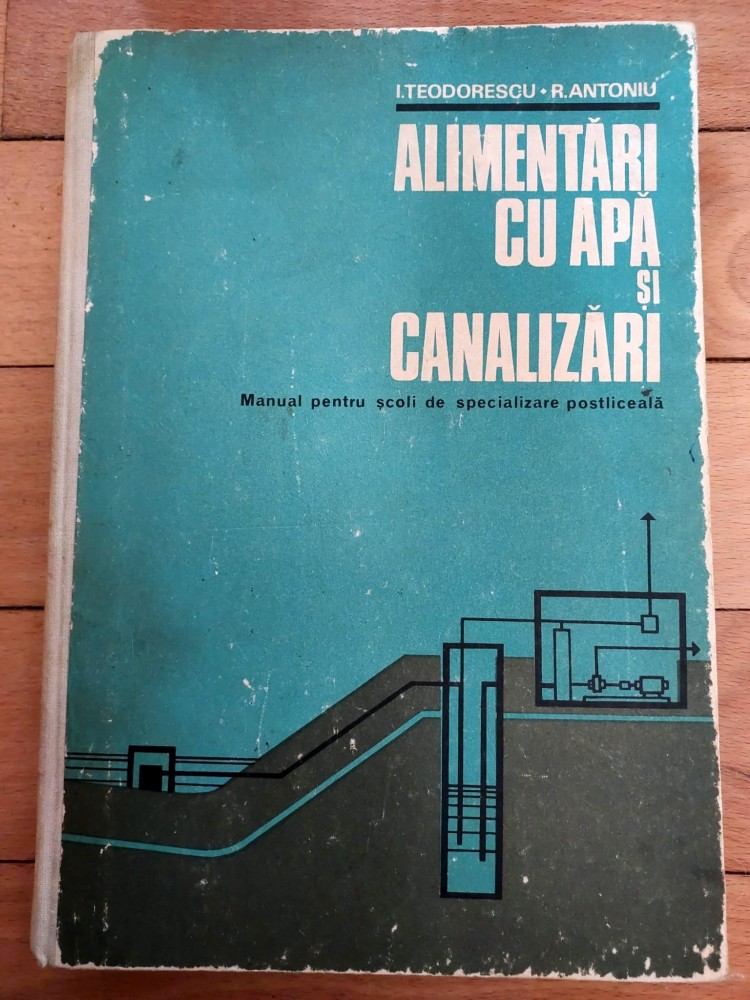 I.TEODORESCU • R.ANTONIU
ALIMENTĂRI
CU APĂ
ȘI
CANALIZĂRI
Manual pentru școli de specializare postliceală